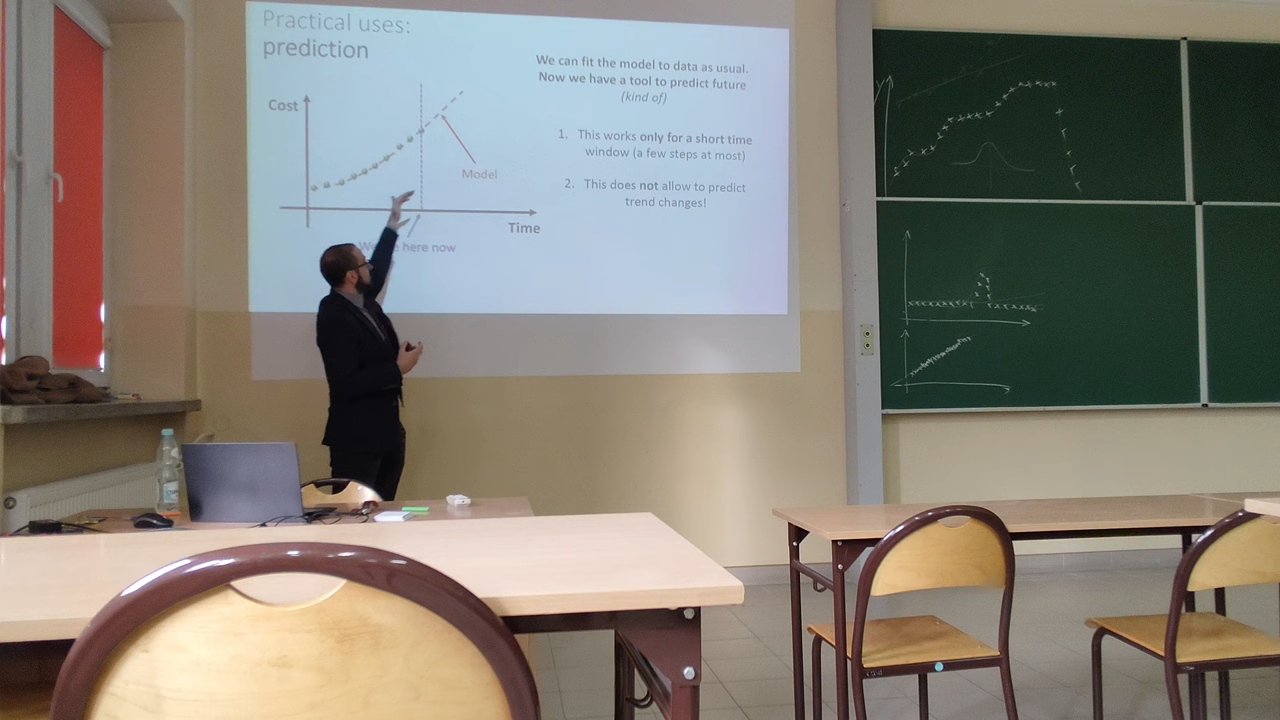 Practical uses:
prediction
We can fit the model to data as usual.
Now we have a tool to predict future
(kind of)
Cost
1. This works only for a short time
window (a few steps at most)
Model
2. This does not allow to predict
trend changes!
Time
here now
y